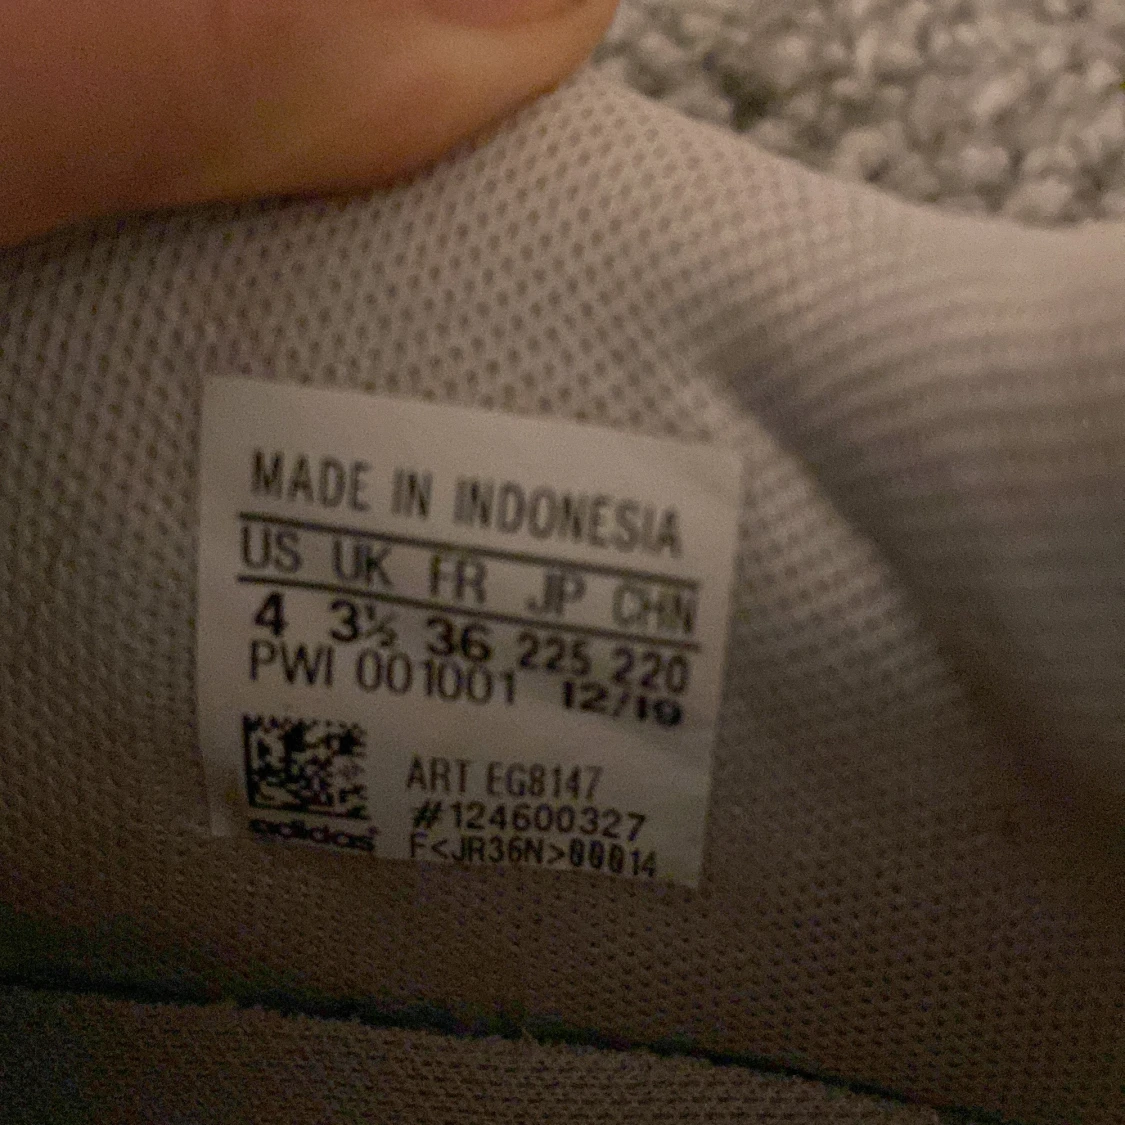 MADE IN INDONESIA
US UK FR JP CHN
4 3½ 36 225 220
PWI 001001 12/19
ART EG8147
#124600327
adidas
F<JR36N>00014